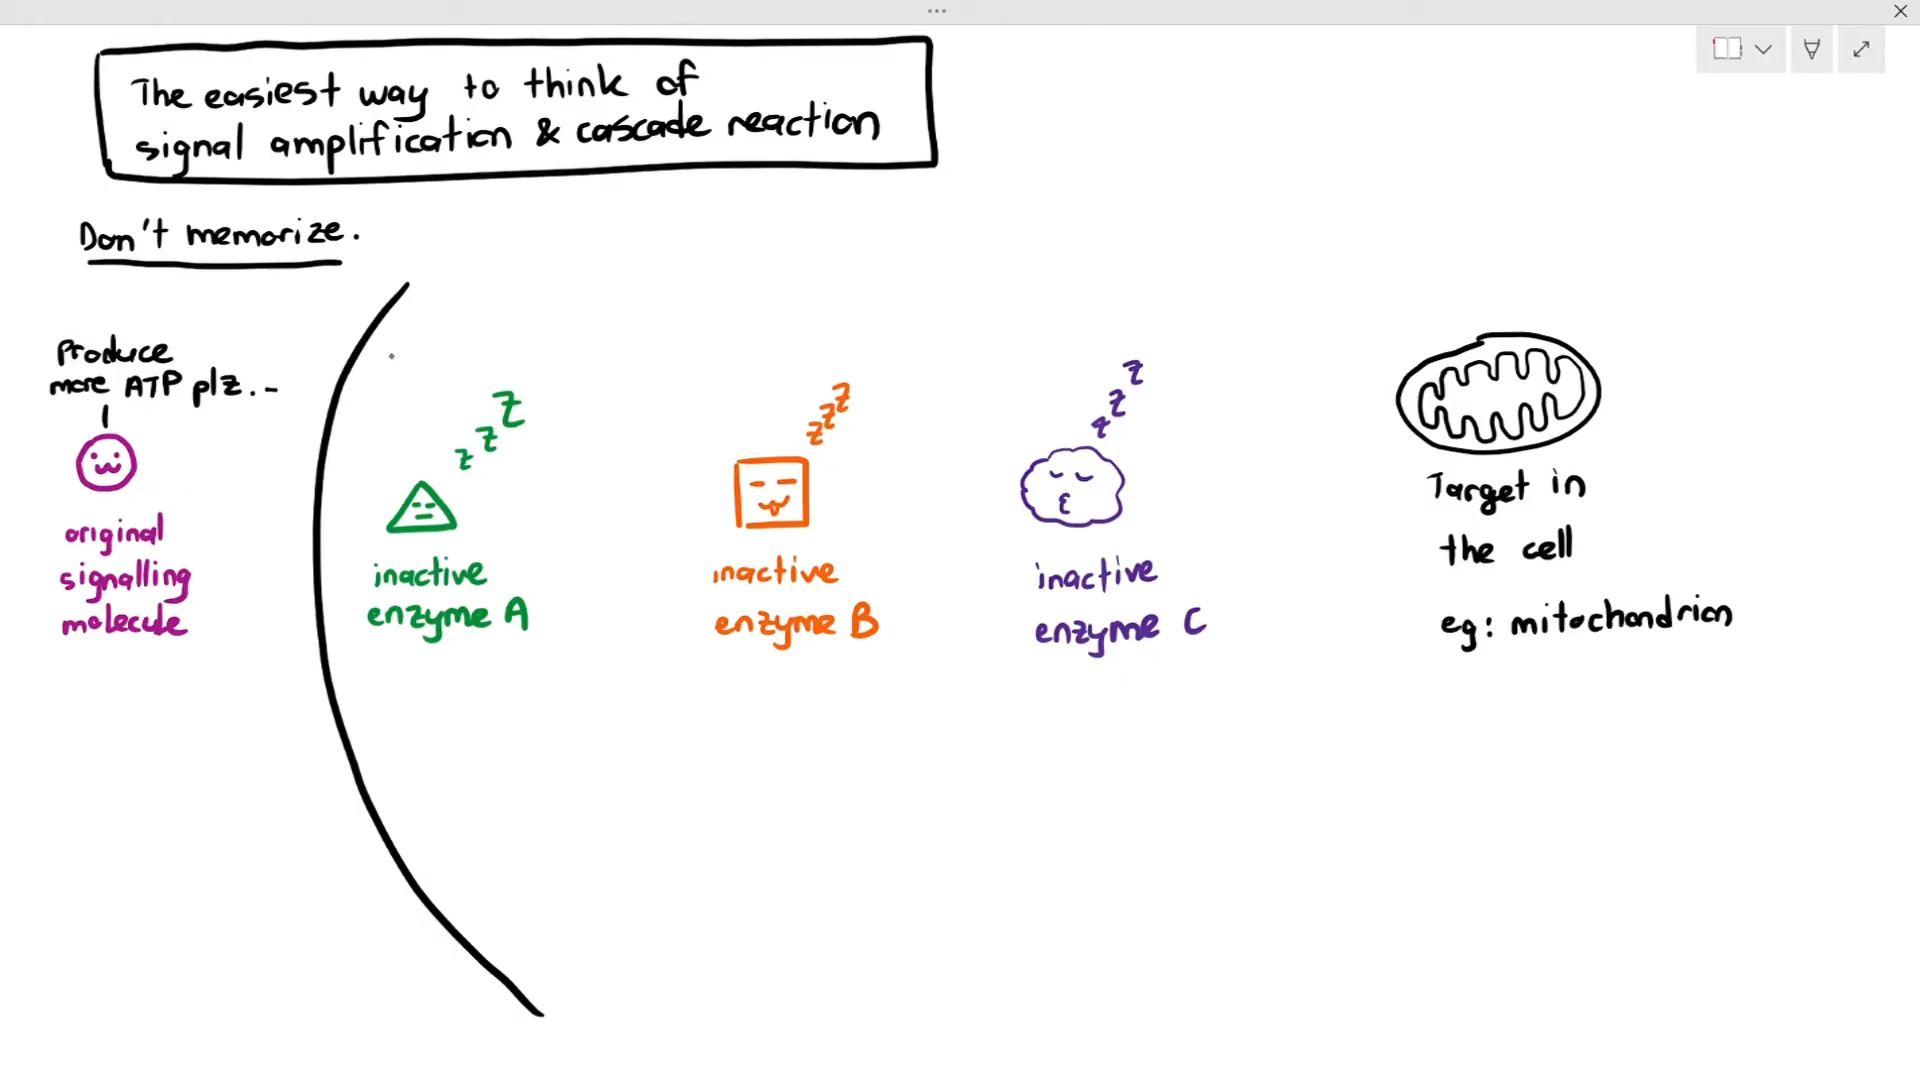 The easiest way to think of
signal amplification & cascade reaction
Don't memorize.
Produce
more ATP plz. -
original
signalling
molecule
z z Z
inactive
enzyme A
z z z
inactive
enzyme B
z z z
inactive
enzyme C
Target in
the cell
eg: mitochondrion